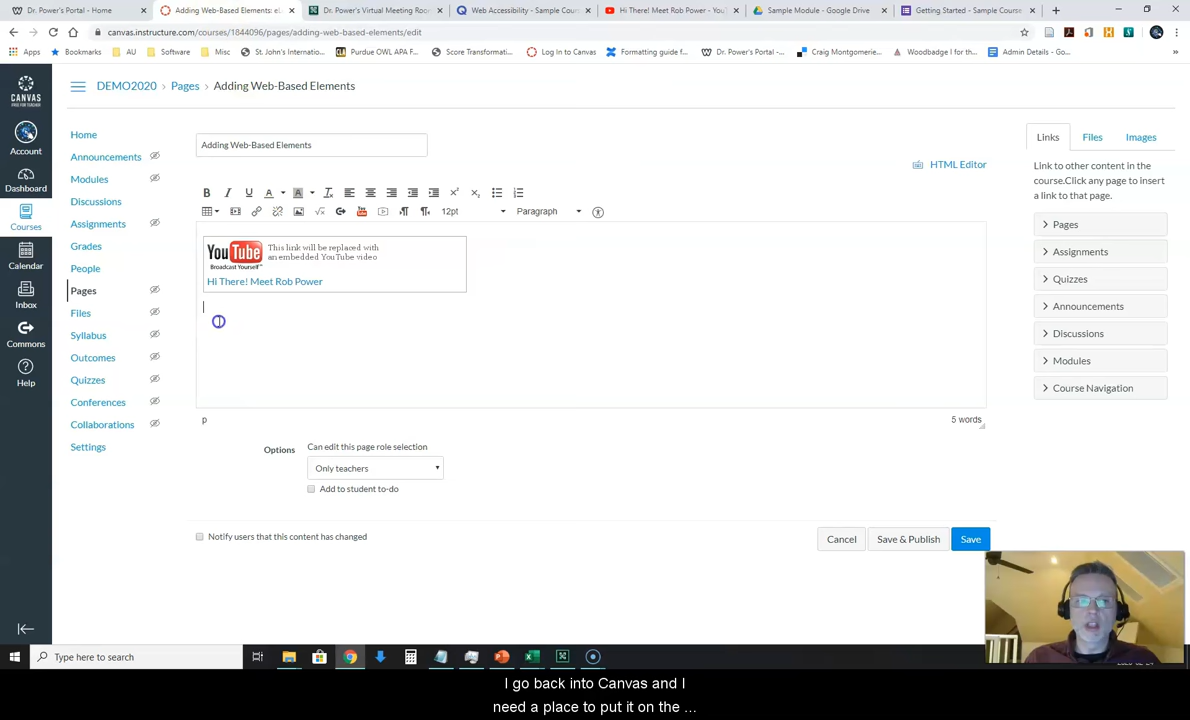 Dr. Power's Portal - Home
Adding Web-Based Elements: el
Dr. Power's Virtual Meeting Room
Web Accessibility - Sample Cours
Hi There! Meet Rob Power - YouT
Sample Module - Google Drive
Getting Started - Sample Course
canvas.instructure.com/courses/1844096/pages/adding-web-based-elements/edit
Apps
Bookmarks
AU
Software
Misc
St. John's Internatio...
Purdue OWL APA F...
Score Transformati...
Log In to Canvas
Formatting guide f...
Dr. Power's Portal -...
Craig Montgomerie...
Woodbadge I for th...
Admin Details - Go...
»
CANVAS
FREE FOR TEACHER
Account
Dashboard
Courses
Calendar
Inbox
Commons
Help
DEMO2020 › Pages › Adding Web-Based Elements
Home
Announcements
Modules
Discussions
Assignments
Grades
People
Pages
Files
Syllabus
Outcomes
Quizzes
Conferences
Collaborations
Settings
Adding Web-Based Elements
HTML Editor
B I U A A
12pt
Paragraph
YouTube
Broadcast Yourself™
This link will be replaced with
an embedded YouTube video
Hi There! Meet Rob Power
p
5 words
Options
Can edit this page role selection
Only teachers
Add to student to-do
Notify users that this content has changed
Cancel
Save & Publish
Save
Links
Files
Images
Link to other content in the
course.Click any page to insert
a link to that page.
Pages
Assignments
Quizzes
Announcements
Discussions
Modules
Course Navigation
Type here to search
I go back into Canvas and I
need a place to put it on the ...